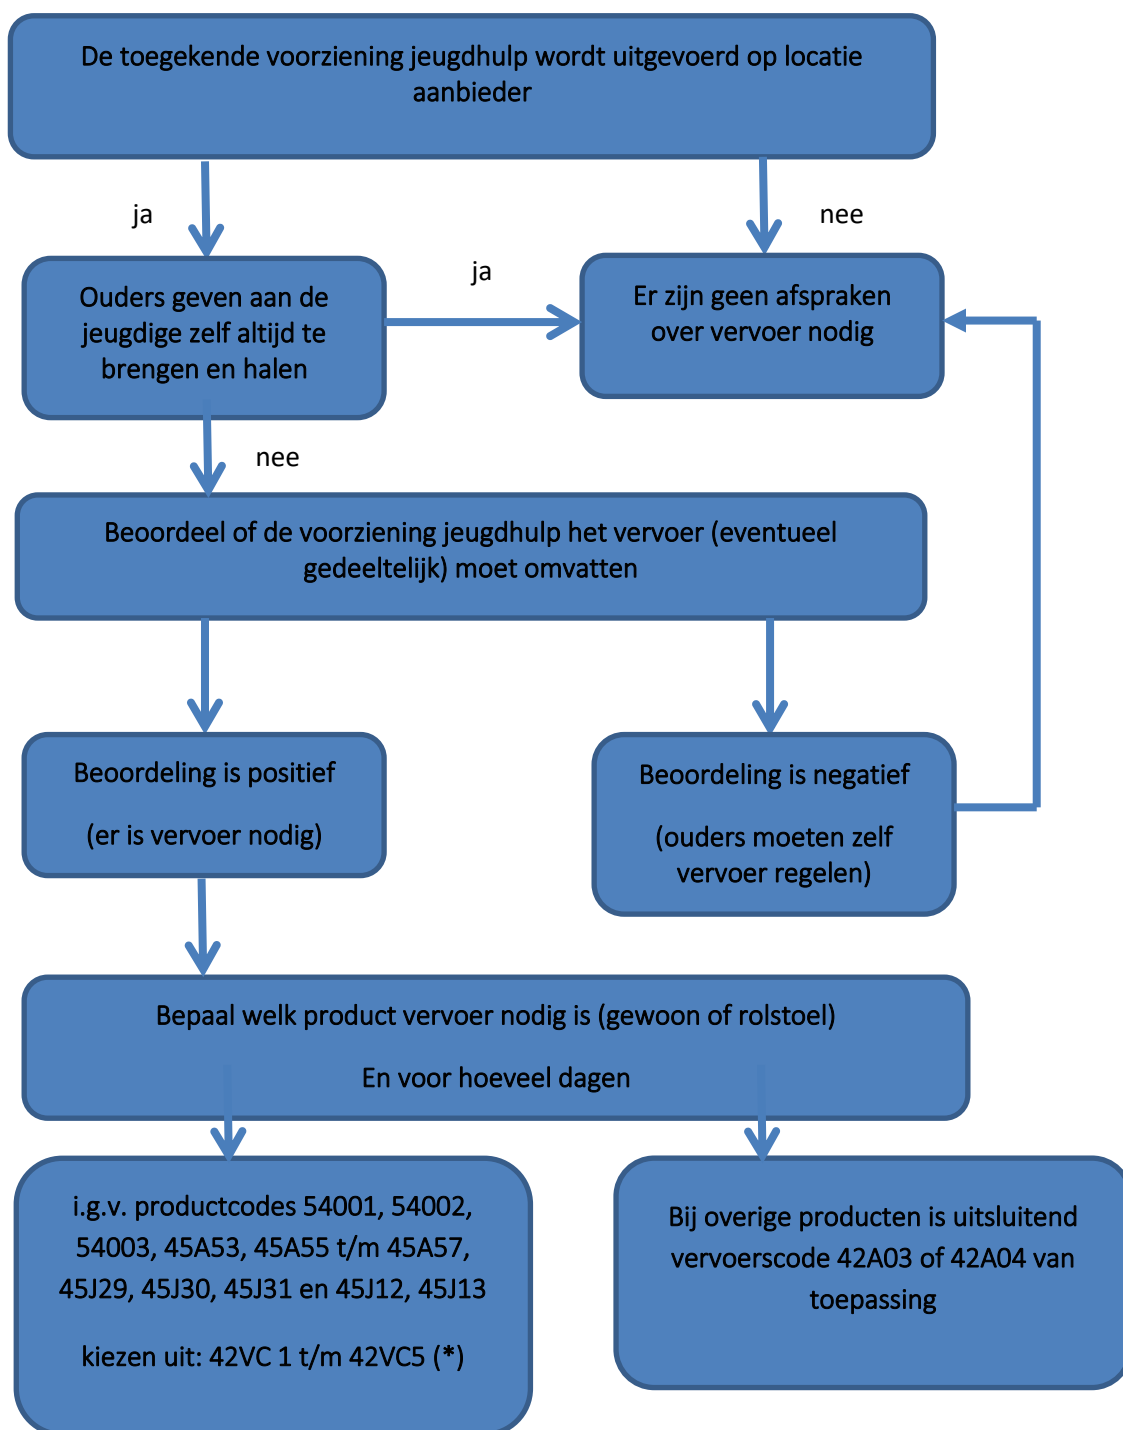 De toegekende voorziening jeugdhulp wordt uitgevoerd op locatie
aanbieder
ja
nee
Ouders geven aan de
jeugdige zelf altijd te
brengen en halen
ja
Er zijn geen afspraken
over vervoer nodig
nee
Beoordeel of de voorziening jeugdhulp het vervoer (eventueel
gedeeltelijk) moet omvatten
Beoordeling is positief
(er is vervoer nodig)
Beoordeling is negatief
(ouders moeten zelf
vervoer regelen)
Bepaal welk product vervoer nodig is (gewoon of rolstoel)
En voor hoeveel dagen
i.g.v. productcodes 54001, 54002,
54003, 45A53, 45A55 t/m 45A57,
45J29, 45J30, 45J31 en 45J12, 45J13
kiezen uit: 42VC 1 t/m 42VC5 (*)
Bij overige producten is uitsluitend
vervoerscode 42A03 of 42A04 van
toepassing